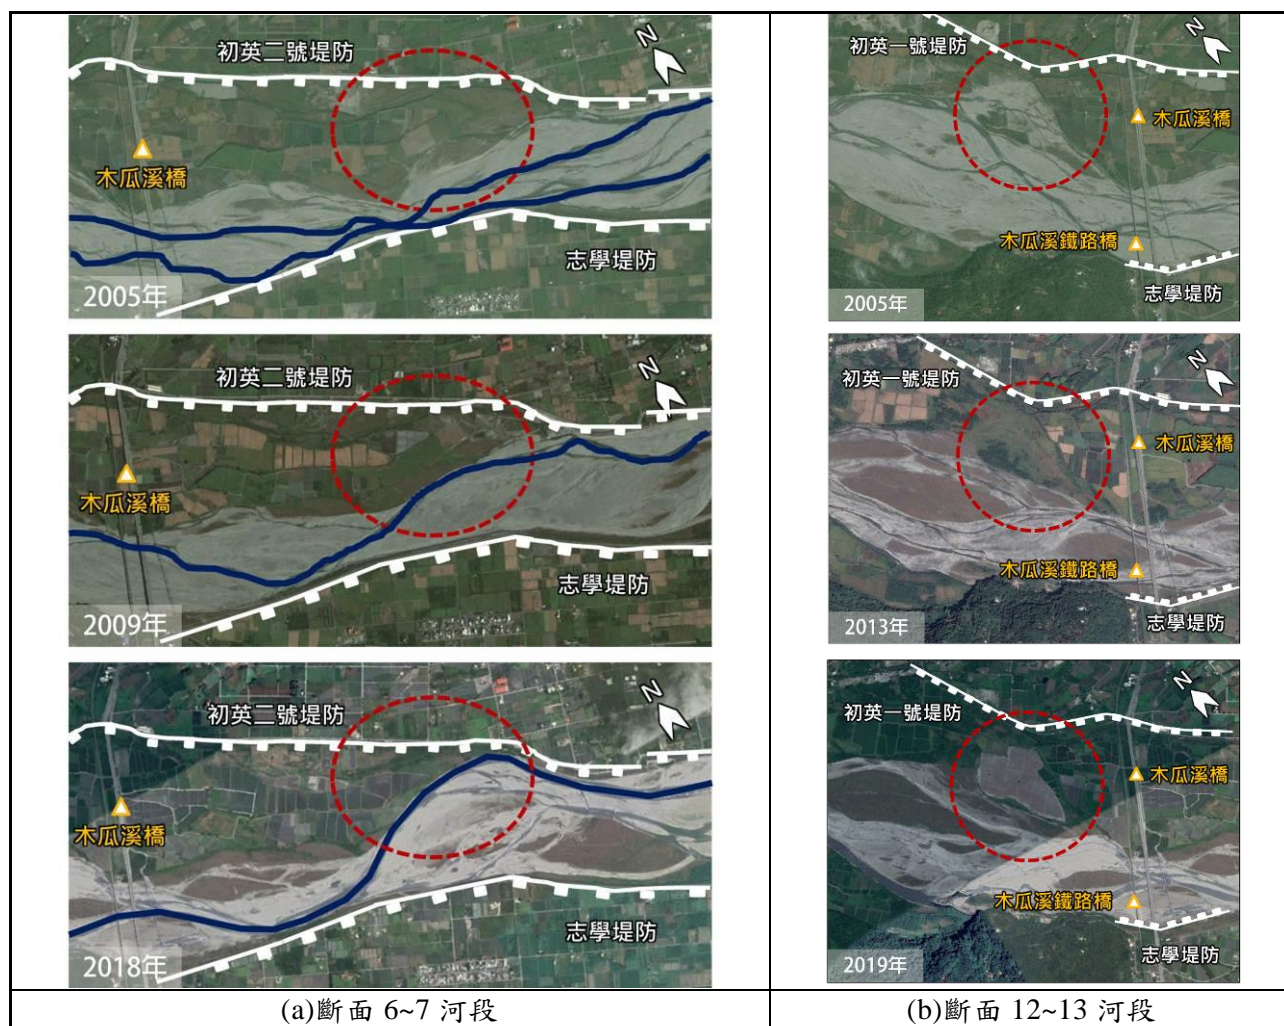 初英二號堤防
N
木瓜溪橋
志學堤防
2005年
初英二號堤防
N
木瓜溪橋
志學堤防
2009年
初英二號堤防
N
木瓜溪橋
志學堤防
2018年
(a)斷面 6~7 河段
初英一號堤防
N
木瓜溪橋
木瓜溪鐵路橋
志學堤防
2005年
初英一號堤防
N
木瓜溪橋
木瓜溪鐵路橋
志學堤防
2013年
初英一號堤防
N
木瓜溪橋
木瓜溪鐵路橋
志學堤防
2019年
(b)斷面 12~13 河段